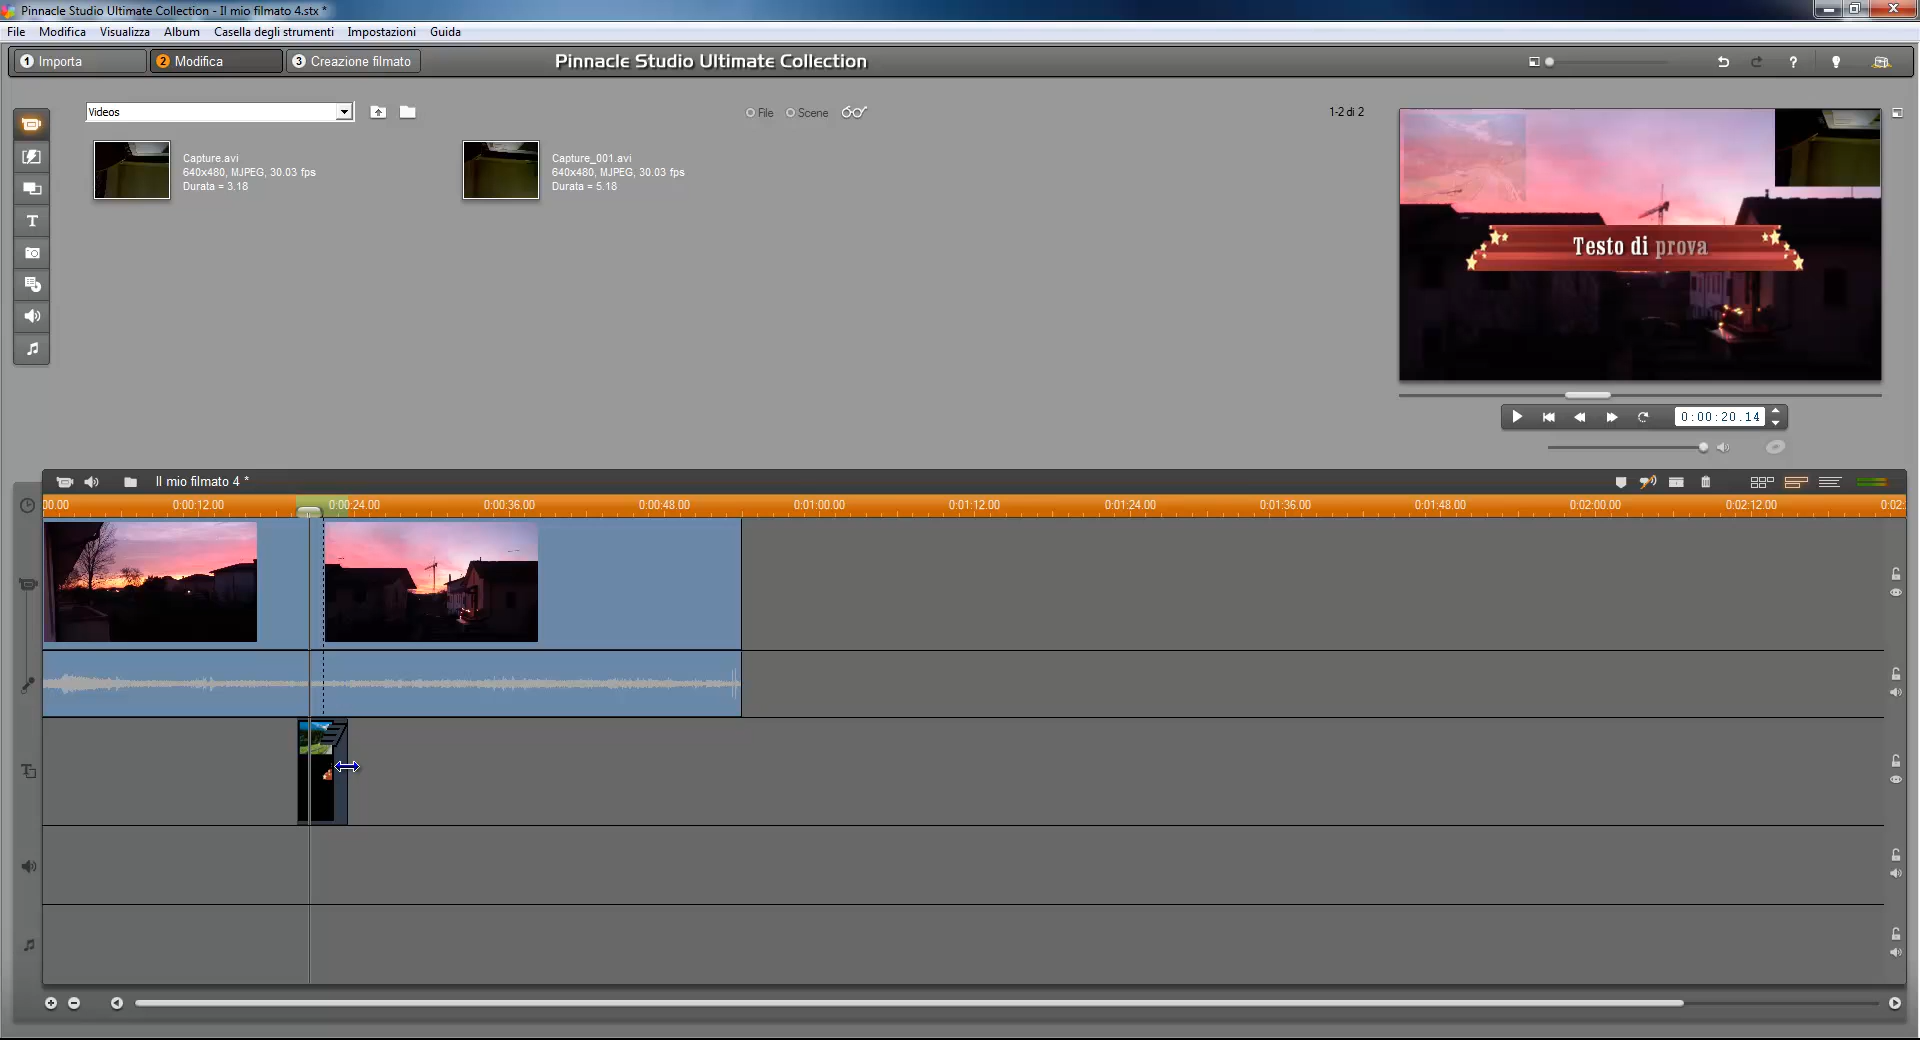 Pinnacle Studio Ultimate Collection - Il mio filmato 4.stx *
File Modifica Visualizza Album Casella degli strumenti Impostazioni Guida
1 Importa 2 Modifica 3 Creazione filmato Pinnacle Studio Ultimate Collection ?
Videos File Scene 1-2 di 2
Capture.avi
640x480, MJPEG, 30.03 fps
Durata = 3.18
Capture_001.avi
640x480, MJPEG, 30.03 fps
Durata = 5.18
T
Testo di prova
0:00:20.14
Il mio filmato 4 *
00.00 0:00:12.00 0:00:24.00 0:00:36.00 0:00:48.00 0:01:00.00 0:01:12.00 0:01:24.00 0:01:36.00 0:01:48.00 0:02:00.00 0:02:12.00 0:02: